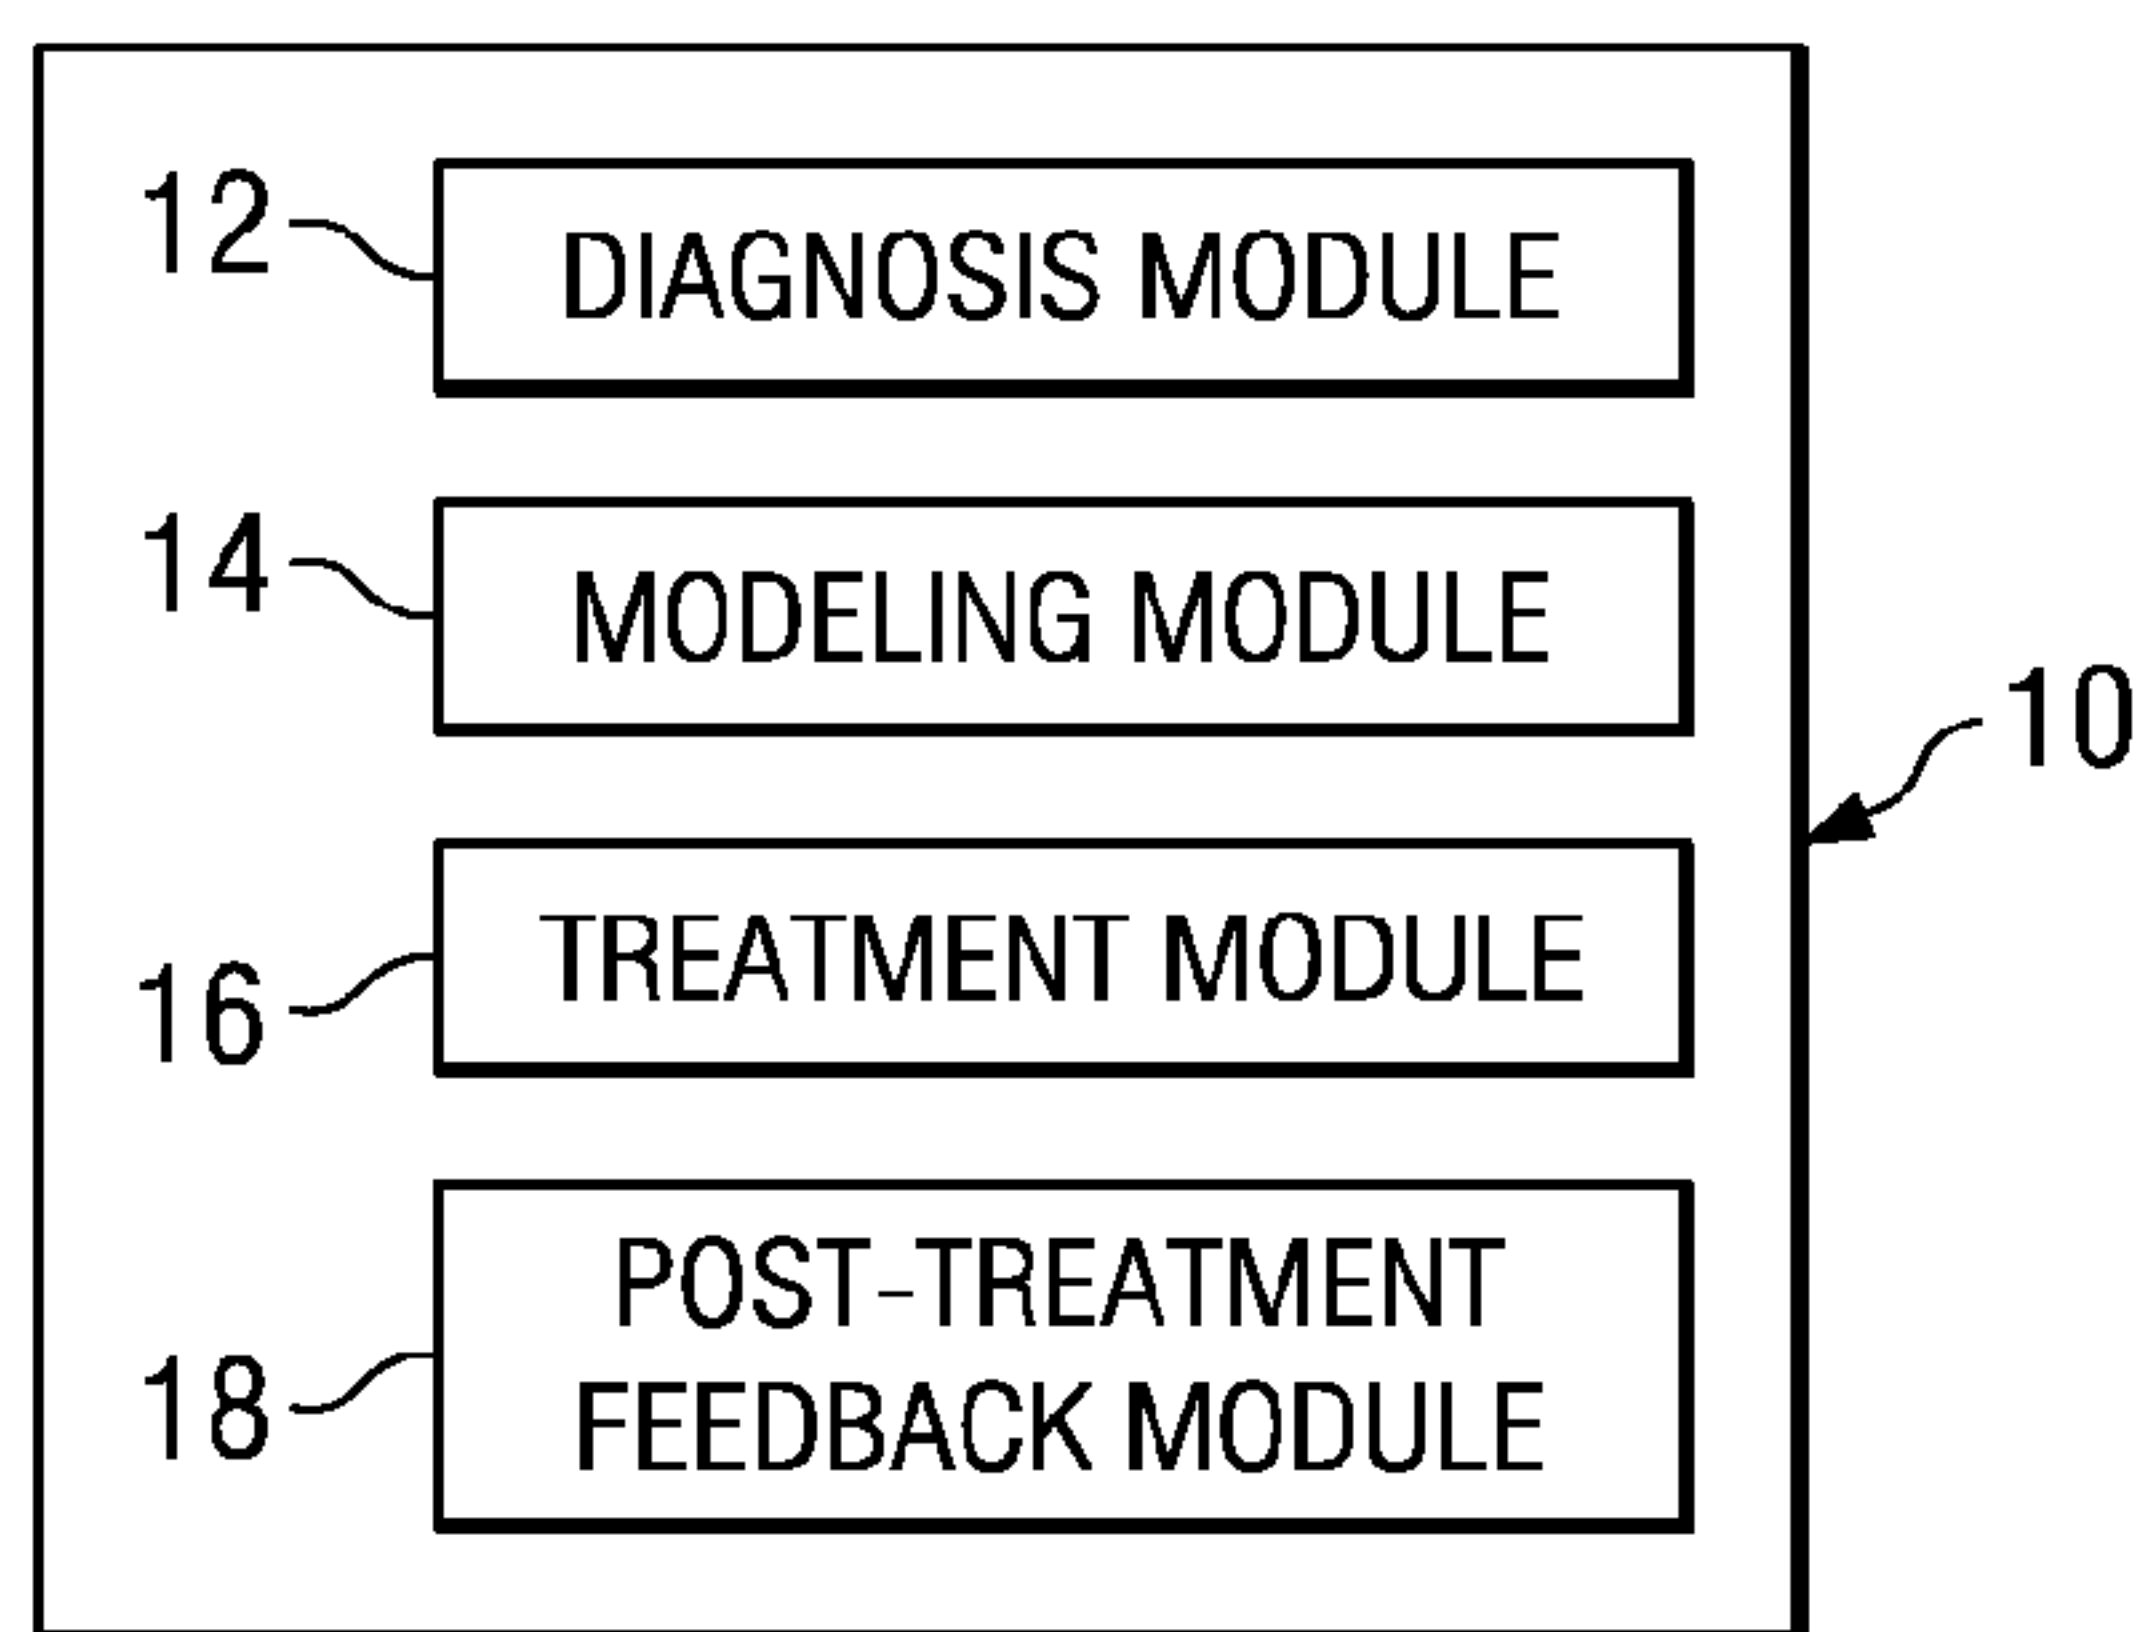 12
DIAGNOSIS MODULE
14
MODELING MODULE
10
16
TREATMENT MODULE
18
POST-TREATMENT
FEEDBACK MODULE